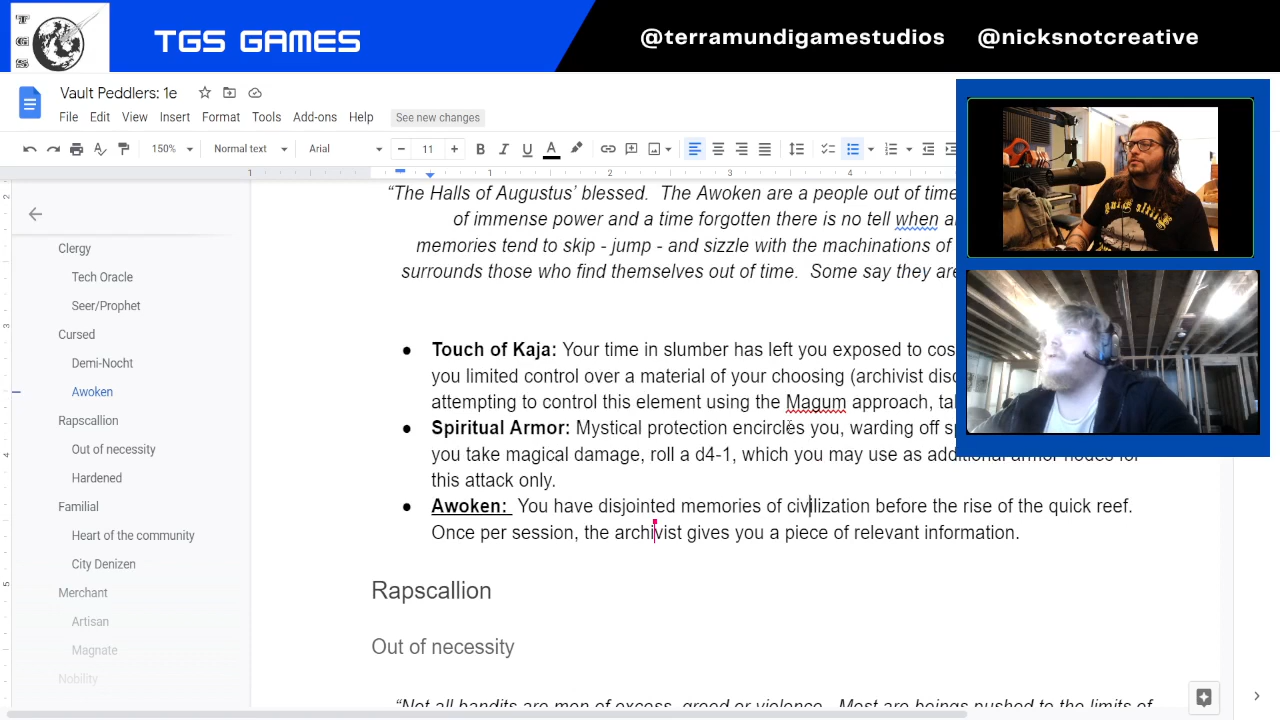 T
G
S
TGS GAMES
@terramundigamestudios @nicksnotcreative
Vault Peddlers: 1e
File Edit View Insert Format Tools Add-ons Help See new changes
150% Normal text Arial 11
1 1 2 3 4
2
3
4
5
Clergy
Tech Oracle
Seer/Prophet
Cursed
Demi-Nocht
Awoken
Rapscallion
Out of necessity
Hardened
Familial
Heart of the community
City Denizen
Merchant
Artisan
Magnate
Nobility
“The Halls of Augustus’ blessed. The Awoken are a people out of time
of immense power and a time forgotten there is no tell when
memories tend to skip - jump - and sizzle with the machinations of
surrounds those who find themselves out of time. Some say they are
● Touch of Kaja: Your time in slumber has left you exposed to cos
you limited control over a material of your choosing (archivist disc
attempting to control this element using the Magum approach, tal
● Spiritual Armor: Mystical protection encircles you, warding off sp
you take magical damage, roll a d4-1, which you may use as additional armor nodes for
this attack only.
● Awoken: You have disjointed memories of civilization before the rise of the quick reef.
Once per session, the archivist gives you a piece of relevant information.
Rapscallion
Out of necessity
“Not all bandits are men of excess, greed or violence. Most are beings pushed to the limits of